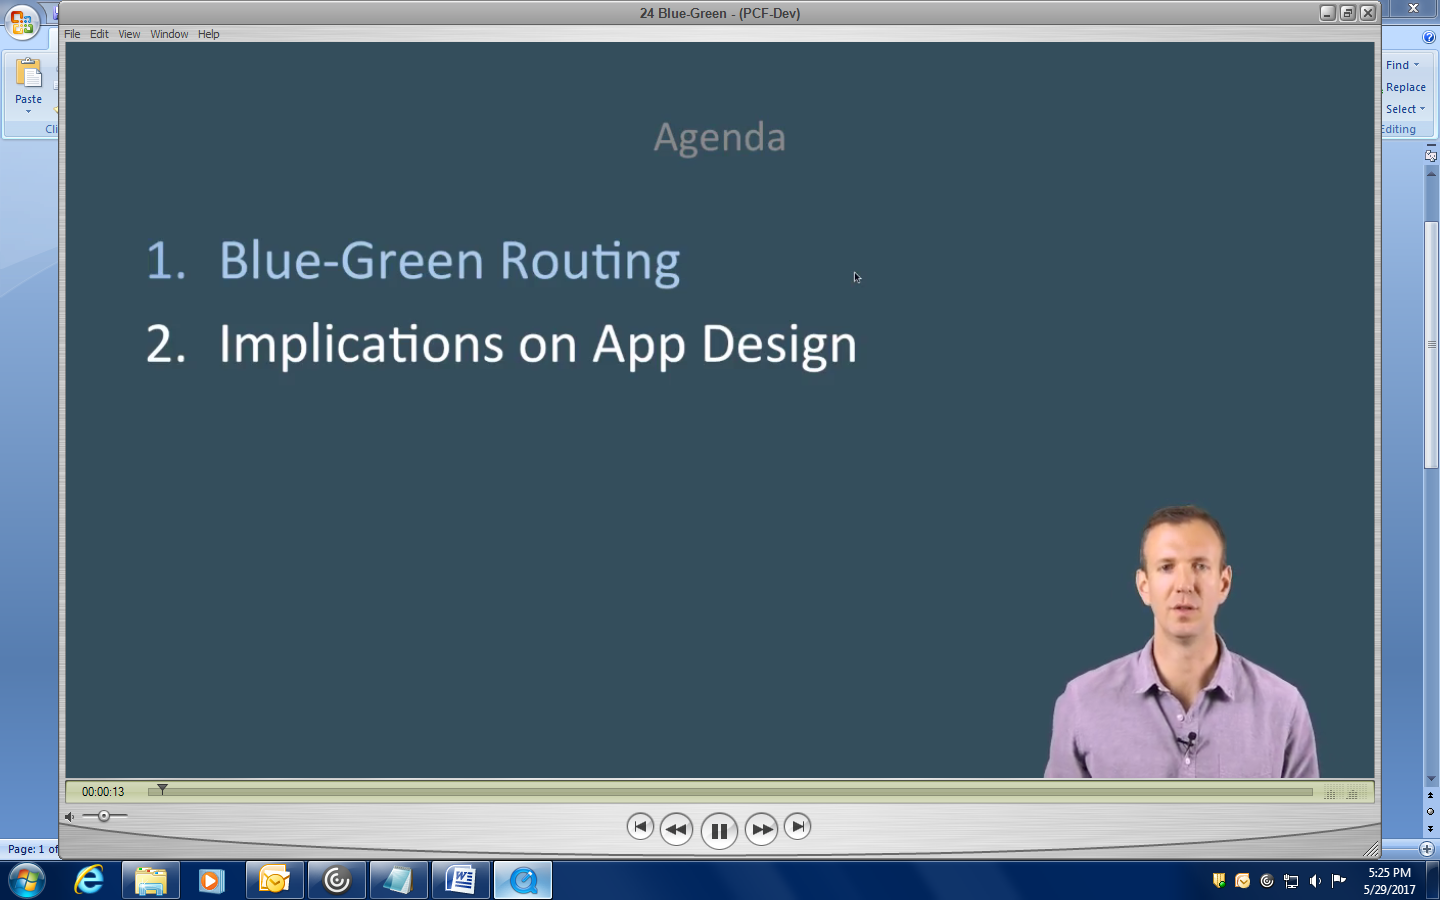 24 Blue-Green - (PCF-Dev)
File Edit View Window Help
Paste
Find
Replace
Select
Editing
Agenda
1. Blue-Green Routing
2. Implications on App Design
00:00:13
Page: 1 of
5:25 PM
5/29/2017